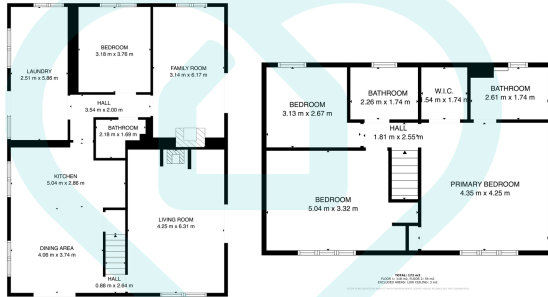 LAUNDRY
2.51 m x 5.86 m
BEDROOM
3.18 m x 3.76 m
FAMILY ROOM
3.14 m x 6.17 m
HALL
3.54 m x 2.00 m
BATHROOM
2.18 m x 1.69 m
KITCHEN
5.04 m x 2.86 m
LIVING ROOM
4.25 m x 6.31 m
DINING AREA
4.06 m x 3.74 m
HALL
0.88 m x 2.64 m
BEDROOM
3.13 m x 2.67 m
BATHROOM
2.26 m x 1.74 m
W.I.C.
1.54 m x 1.74 m
BATHROOM
2.61 m x 1.74 m
HALL
1.81 m x 2.55 m
BEDROOM
5.04 m x 3.32 m
PRIMARY BEDROOM
4.35 m x 4.25 m